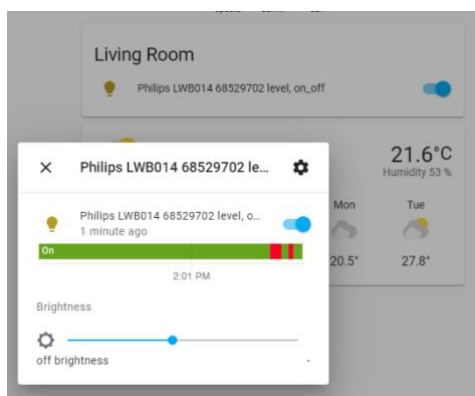 Living Room
Philips LWB014 68529702 level, on_off
21.6°C
Humidity 53 %
Mon
Tue
20.5°
27.8°
Philips LWB014 68529702 le...
Philips LWB014 68529702 level, o...
1 minute ago
On
2:01 PM
Brightness
off brightness
-